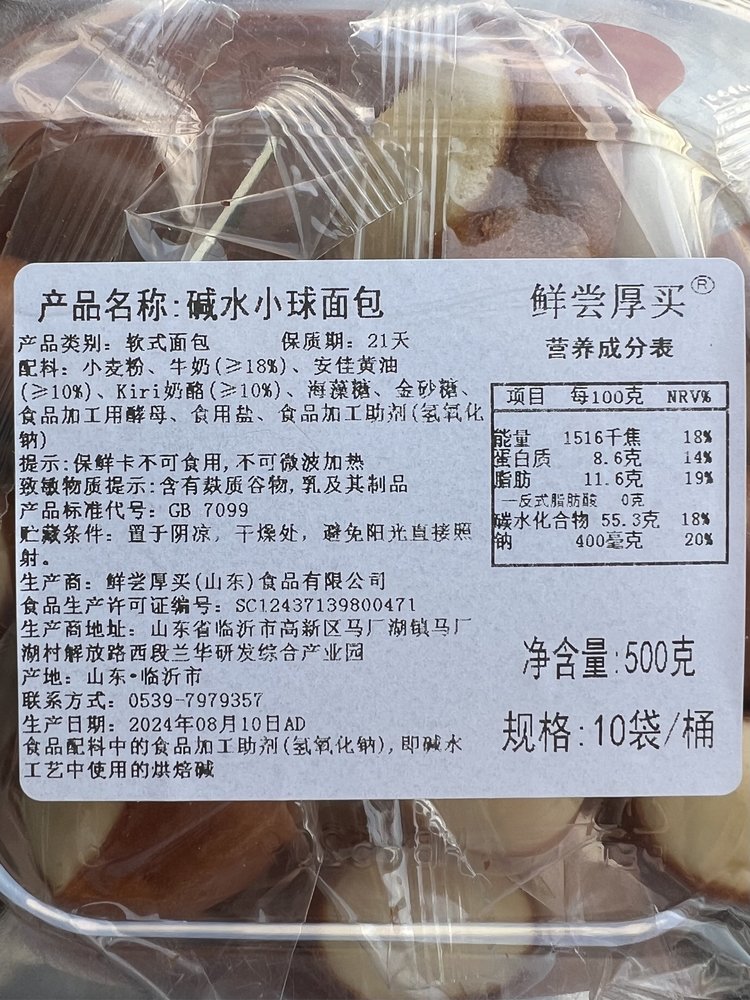 产品名称:碱水小球面包
产品类别: 软式面包 保质期: 21天
配料: 小麦粉、牛奶(≥18%)、安佳黄油
(≥10%)、Kiri奶酪(≥10%)、海藻糖、金砂糖、
食品加工用酵母、食用盐、食品加工助剂(氢氧化
钠)
提示:保鲜卡不可食用,不可微波加热
致敏物质提示:含有麸质谷物,乳及其制品
产品标准代号: GB 7099
贮藏条件: 置于阴凉, 干燥处, 避免阳光直接照
射。
生产商: 鲜尝厚买(山东)食品有限公司
食品生产许可证编号: SC12437139800471
生产商地址: 山东省临沂市高新区马厂湖镇马厂
湖村解放路西段兰华研发综合产业园
产地: 山东•临沂市
联系方式: 0539-7979357
生产日期: 2024年08月10日AD
食品配料中的食品加工助剂(氢氧化钠),即碱水
工艺中使用的烘焙碱
鲜尝厚买®
营养成分表
项目 每100克 NRV%
能量 1516千焦 18%
蛋白质 8.6克 14%
脂肪 11.6克 19%
—反式脂肪酸 0克
碳水化合物 55.3克 18%
钠 400毫克 20%
净含量:500克
规格:10袋/桶